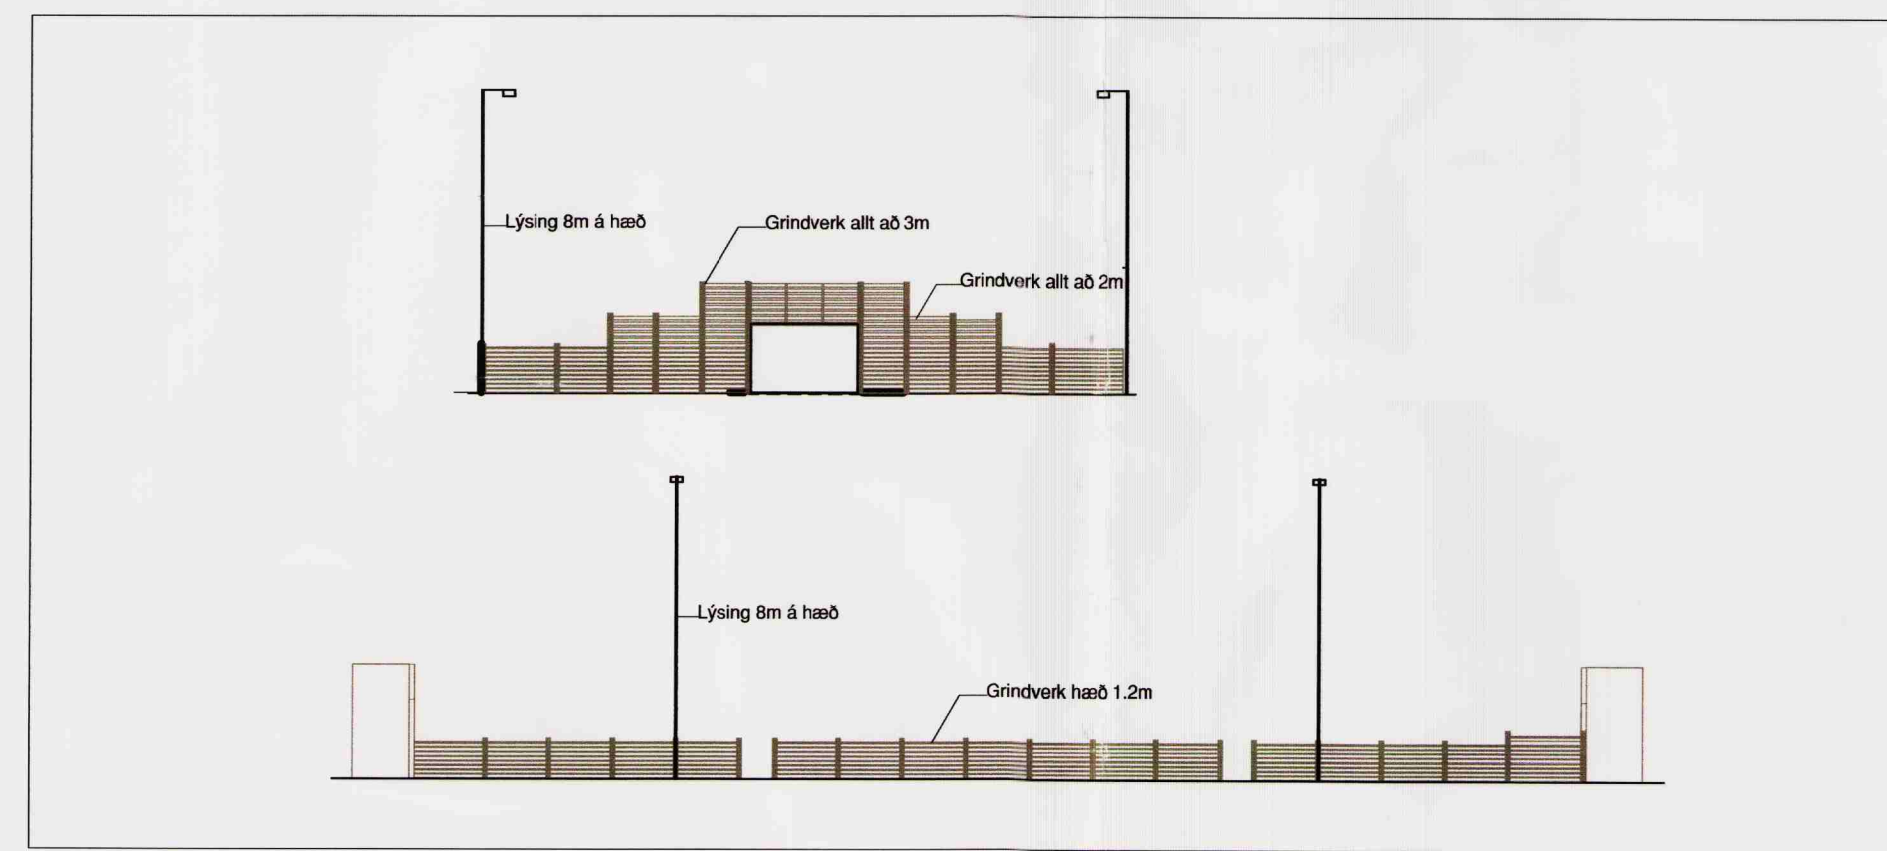 Lýsing 8m á hæð
Grindverk allt að 3m
Grindverk allt að 2m
Lýsing 8m á hæð
Grindverk hæð 1.2m